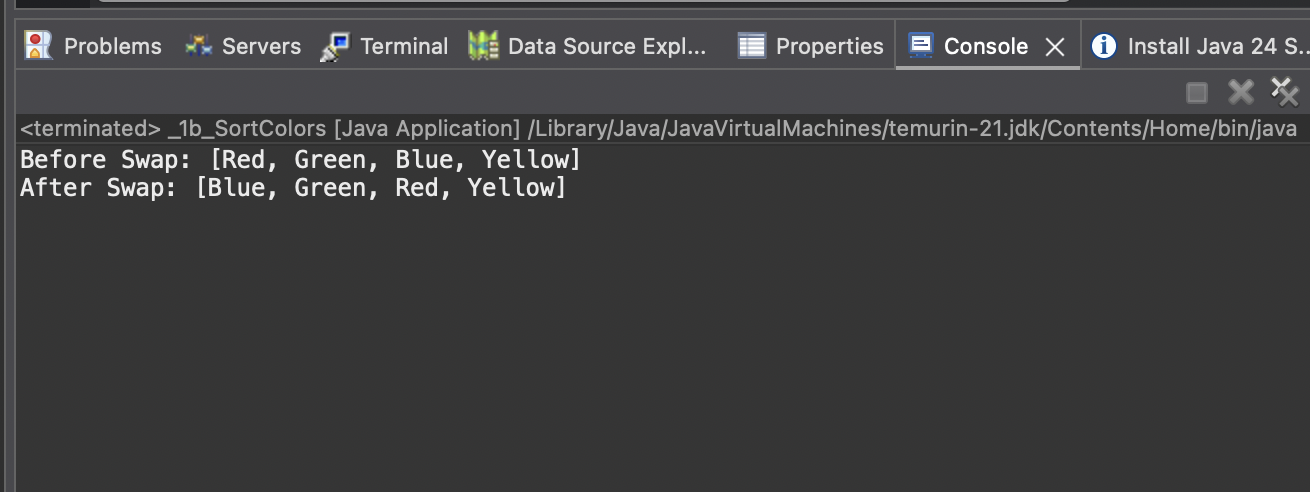 Problems Servers Terminal Data Source Expl... Properties Console Install Java 24 S..
<terminated> _1b_SortColors [Java Application] /Library/Java/JavaVirtualMachines/temurin-21.jdk/Contents/Home/bin/java
Before Swap: [Red, Green, Blue, Yellow]
After Swap: [Blue, Green, Red, Yellow]